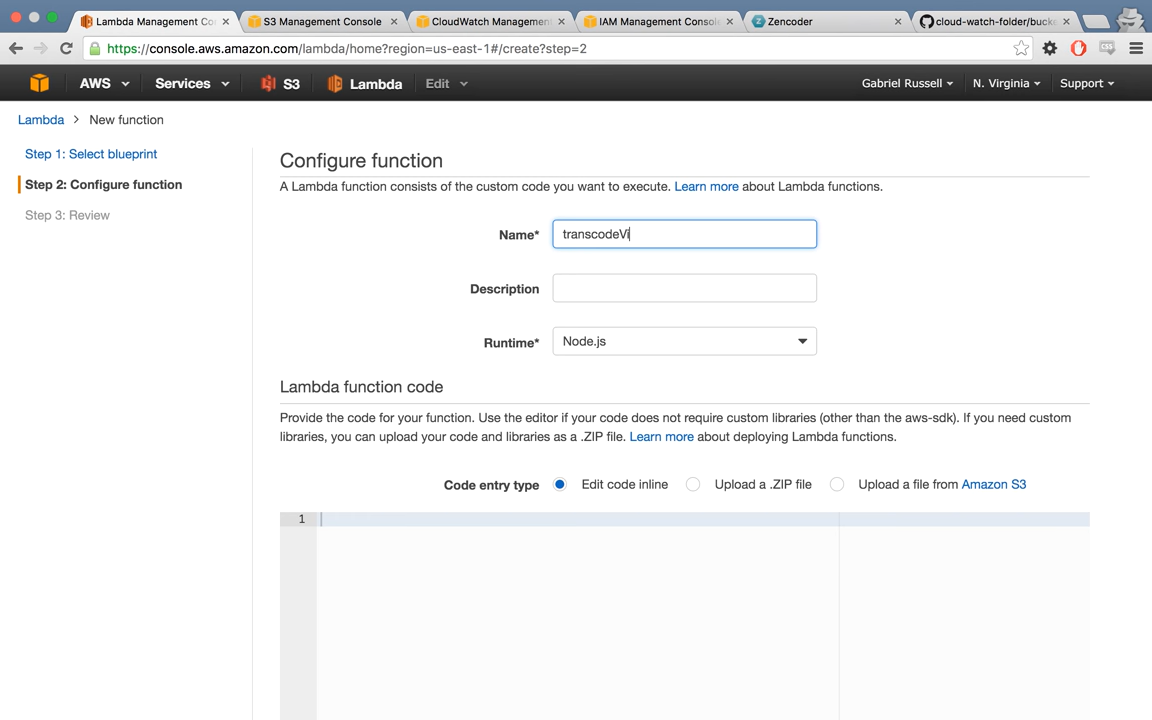 Lambda Management Co
S3 Management Console
CloudWatch Managemen
IAM Management Consol
Zencoder
cloud-watch-folder/bucke
https://console.aws.amazon.com/lambda/home?region=us-east-1#/create?step=2
CSS
AWS
Services
S3
Lambda
Edit
Gabriel Russell
N. Virginia
Support
Lambda > New function
Step 1: Select blueprint
Step 2: Configure function
Step 3: Review
Configure function
A Lambda function consists of the custom code you want to execute. Learn more about Lambda functions.
Name* transcodeVi
Description
Runtime* Node.js
Lambda function code
Provide the code for your function. Use the editor if your code does not require custom libraries (other than the aws-sdk). If you need custom
libraries, you can upload your code and libraries as a .ZIP file. Learn more about deploying Lambda functions.
Code entry type Edit code inline Upload a .ZIP file Upload a file from Amazon S3
1